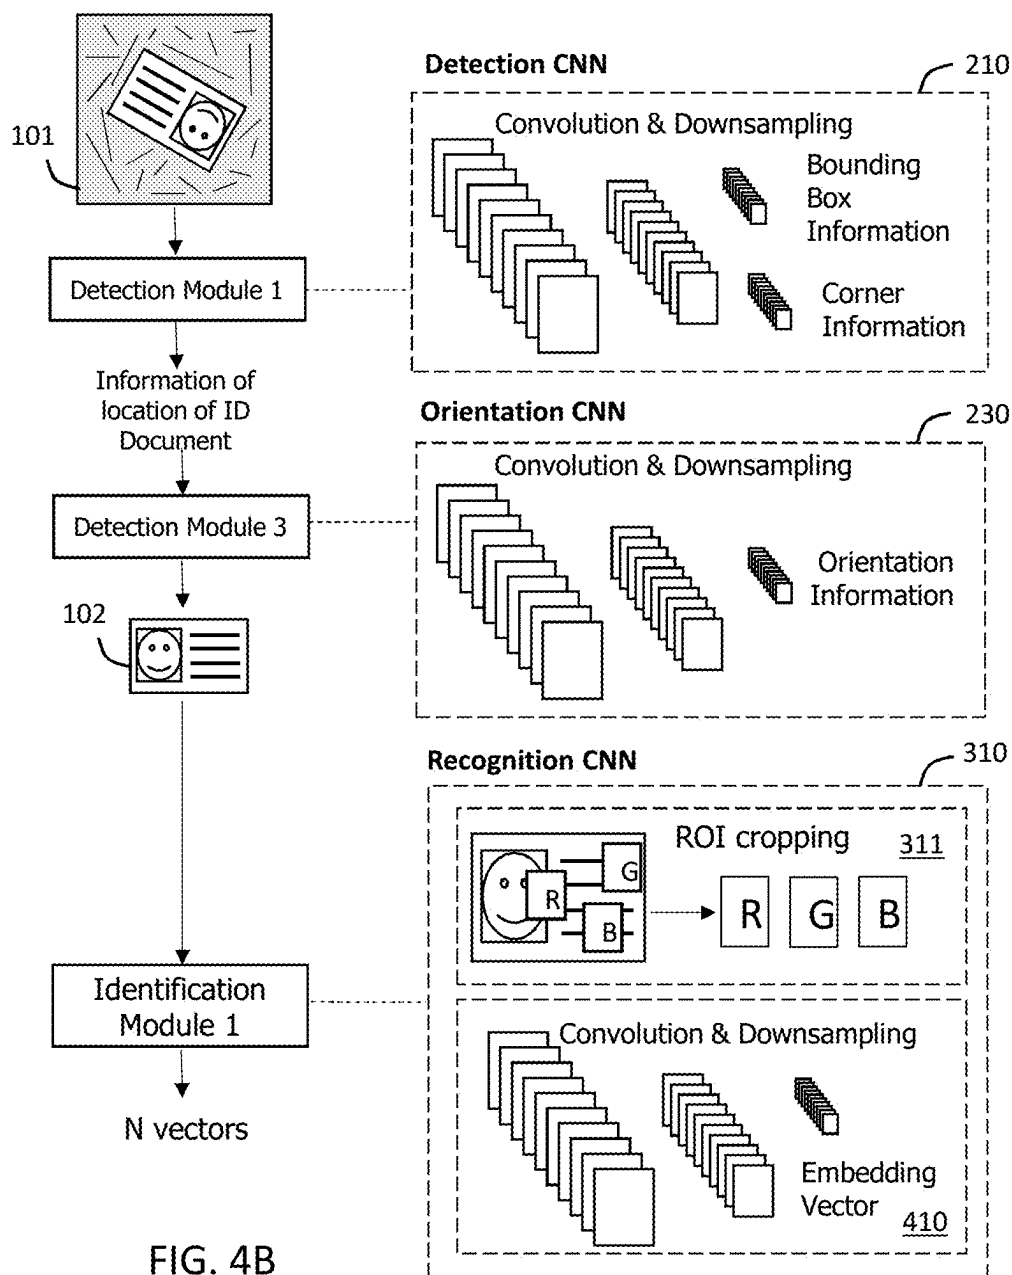 101
Detection Module 1
Information of
location of ID
Document
Detection Module 3
102
Identification
Module 1
N vectors
FIG. 4B
Detection CNN
210
Convolution & Downsampling
Bounding
Box
Information
Corner
Information
Orientation CNN
230
Convolution & Downsampling
Orientation
Information
Recognition CNN
310
ROI cropping
311
R
G
B
R G B
Convolution & Downsampling
Embedding
Vector
410